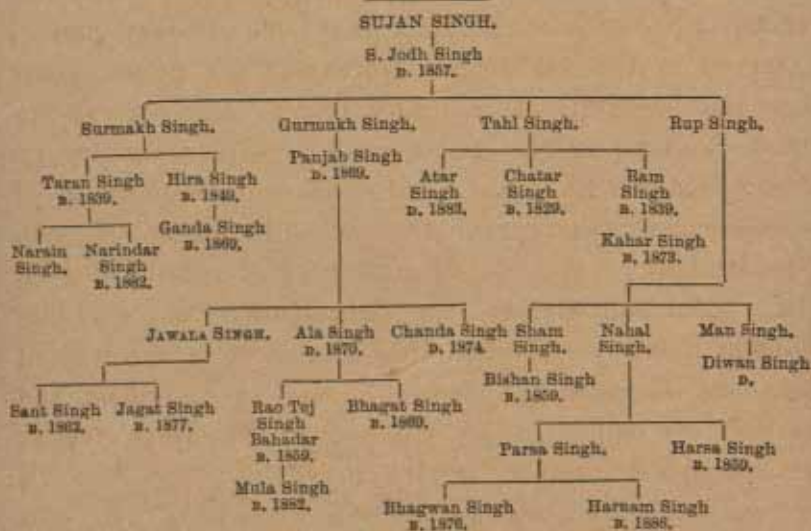 SUJAN SINGH.
S. Jodh Singh
D. 1857.
Surmakh Singh. Gurmukh Singh. Tahl Singh. Rup Singh.
Panjab Singh
D. 1869.
Taran Singh
B. 1839.
Hira Singh
B. 1849.
Atar
Singh
D. 1883.
Chatar
Singh
B. 1829.
Ram
Singh
B. 1839.
Ganda Singh
B. 1869.
Kahar Singh
B. 1873.
Narain
Singh.
Narindar
Singh
B. 1882.
JAWALA SINGH.
Ala Singh
D. 1870.
Chanda Singh
D. 1874.
Sham
Singh.
Nahal
Singh.
Man Singh.
Bishan Singh
B. 1859.
Diwan Singh
D.
Sant Singh
B. 1862.
Jagat Singh
B. 1877.
Rao Tej
Singh
Bahadar
B. 1859.
Bhagat Singh
B. 1869.
Mula Singh
B. 1882.
Parsa Singh.
Harsa Singh
B. 1859.
Bhagwan Singh
B. 1876.
Harnam Singh
B. 1888.